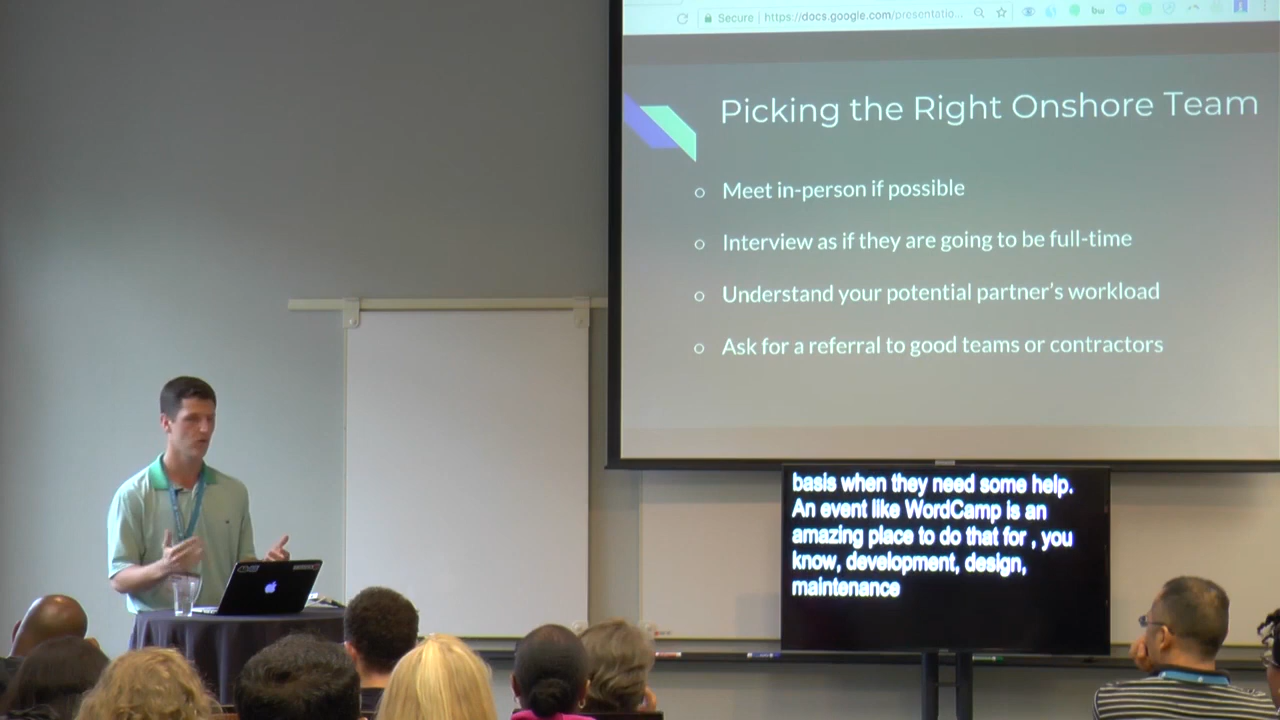 Secure | https://docs.google.com/presentatio...
bw
Picking the Right Onshore Team
Meet in-person if possible
Interview as if they are going to be full-time
Understand your potential partner's workload
Ask for a referral to good teams or contractors
basis when they need some help.
An event like WordCamp is an
amazing place to do that for , you
know, development, design,
maintenance